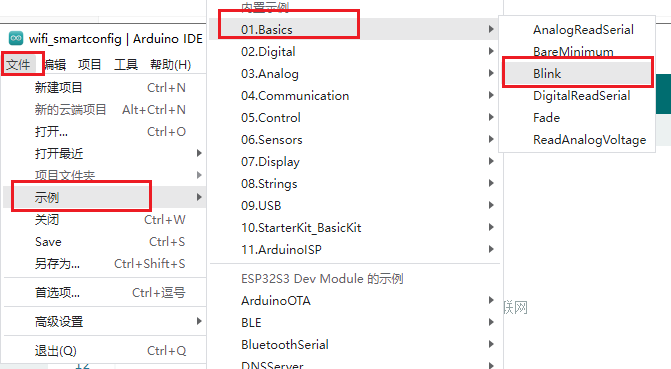 wifi_smartconfig | Arduino IDE
文件 编辑 项目 工具 帮助(H)
新建项目 Ctrl+N
新的云端项目 Alt+Ctrl+N
打开... Ctrl+O
打开最近
项目文件夹
示例
关闭 Ctrl+W
Save Ctrl+S
另存为... Ctrl+Shift+S
首选项... Ctrl+逗号
高级设置
退出(Q) Ctrl+Q
12
内置示例
01.Basics
02.Digital
03.Analog
04.Communication
05.Control
06.Sensors
07.Display
08.Strings
09.USB
10.StarterKit_BasicKit
11.ArduinoISP
ESP32S3 Dev Module 的示例
ArduinoOTA
BLE
BluetoothSerial
DNSServer
AnalogReadSerial
BareMinimum
Blink
DigitalReadSerial
Fade
ReadAnalogVoltage
联网